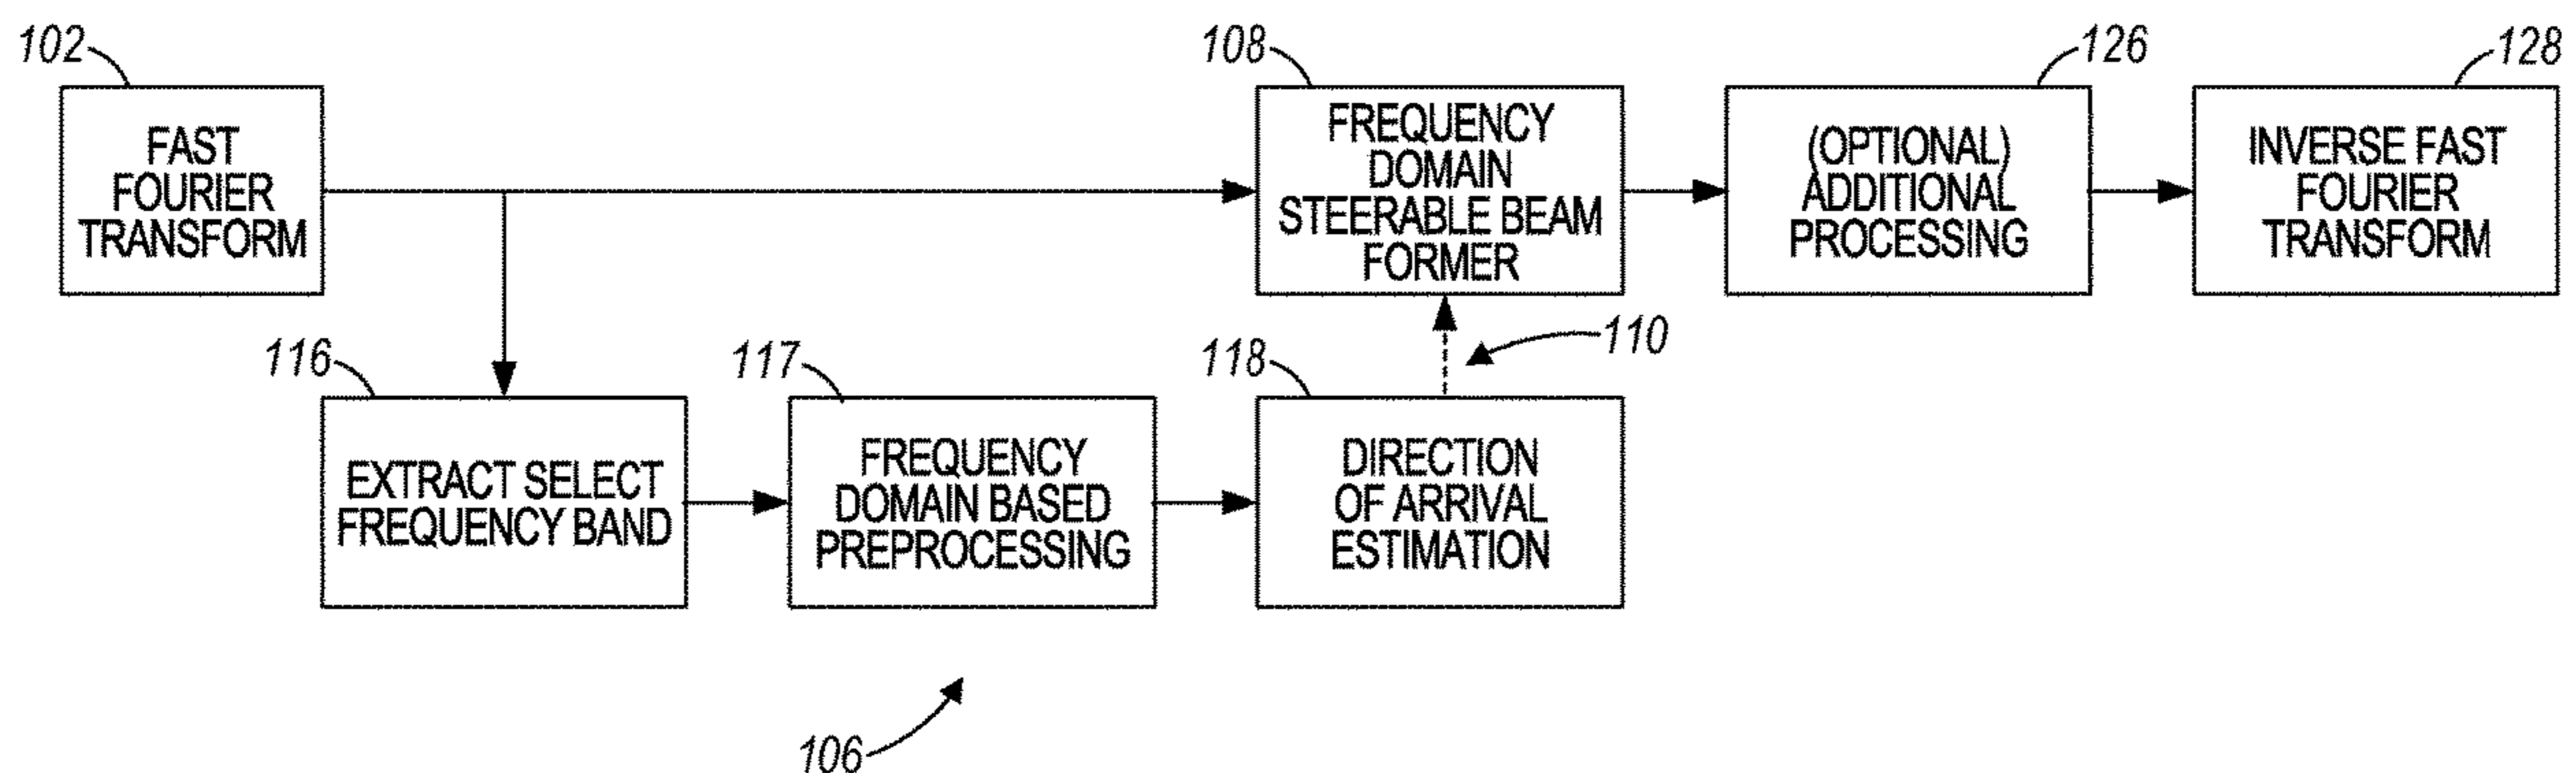 102
108
126
128
FAST
FOURIER
TRANSFORM
FREQUENCY
DOMAIN
STEERABLE BEAM
FORMER
(OPTIONAL)
ADDITIONAL
PROCESSING
INVERSE FAST
FOURIER
TRANSFORM
116
117
118
110
EXTRACT SELECT
FREQUENCY BAND
FREQUENCY
DOMAIN BASED
PREPROCESSING
DIRECTION
OF ARRIVAL
ESTIMATION
106